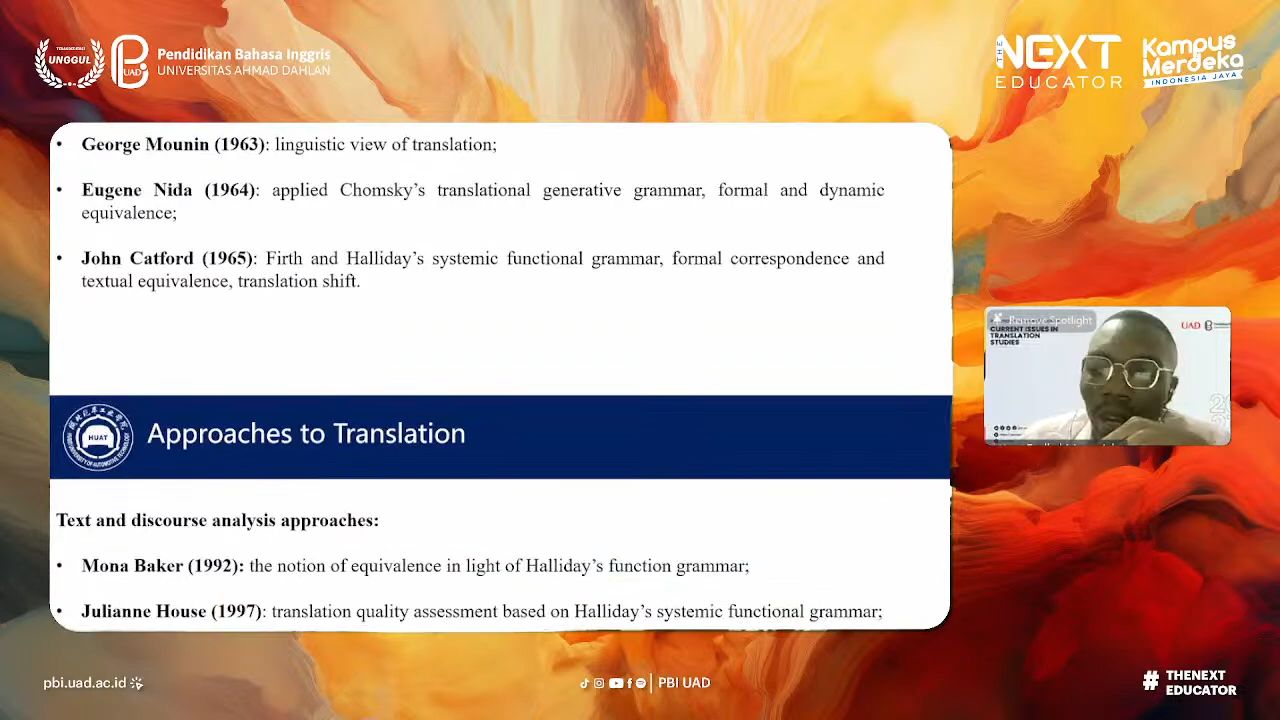 UNGGUL
UAD
Pendidikan Bahasa Inggris
UNIVERSITAS AHMAD DAHLAN
THE NEXT
EDUCATOR
Kampus
Merdeka
INDONESIA JAYA
• George Mounin (1963): linguistic view of translation;
• Eugene Nida (1964): applied Chomsky’s translational generative grammar, formal and dynamic
equivalence;
• John Catford (1965): Firth and Halliday’s systemic functional grammar, formal correspondence and
textual equivalence, translation shift.
HUAT
Approaches to Translation
Text and discourse analysis approaches:
• Mona Baker (1992): the notion of equivalence in light of Halliday’s function grammar;
• Julianne House (1997): translation quality assessment based on Halliday’s systemic functional grammar;
Remove Spotlight
CURRENT ISSUES IN
TRANSLATION
STUDIES
UAD
pbi.uad.ac.id
PBI UAD
# THENEXT
EDUCATOR